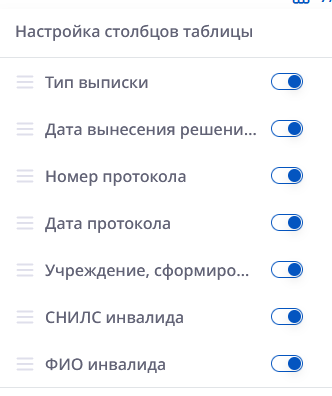 Настройка столбцов таблицы
Тип выписки
Дата вынесения решени...
Номер протокола
Дата протокола
Учреждение, сформиро...
СНИЛС инвалида
ФИО инвалида